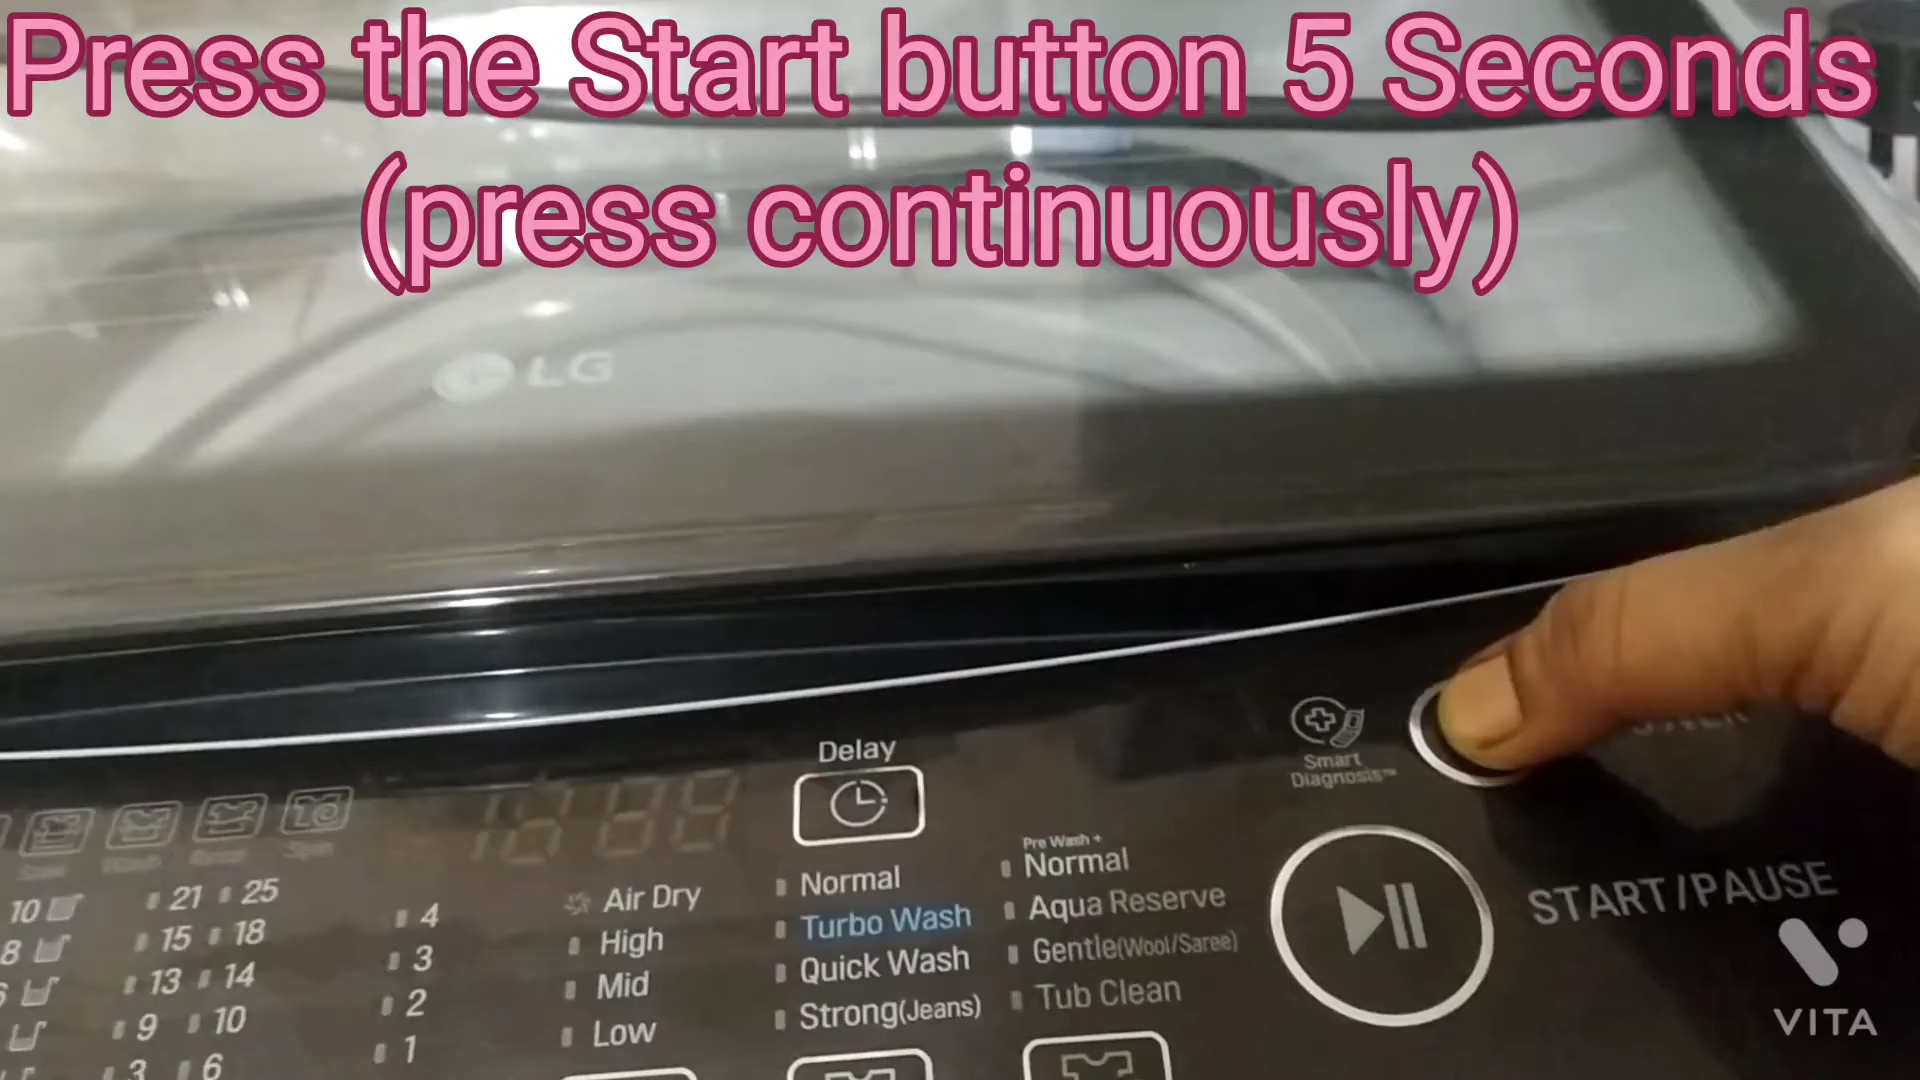 Press the Start button 5 Seconds
(press continuously)
LG
Delay
Smart
Diagnosis™
Pre Wash +
Normal
Normal
Air Dry
Turbo Wash
Aqua Reserve
START/PAUSE
High
Quick Wash
Gentle(Wool/Saree)
Mid
Strong(Jeans)
Tub Clean
Low
10 21 25 4
8 15 18 3
13 14 2
9 10 1
3 6
VITA